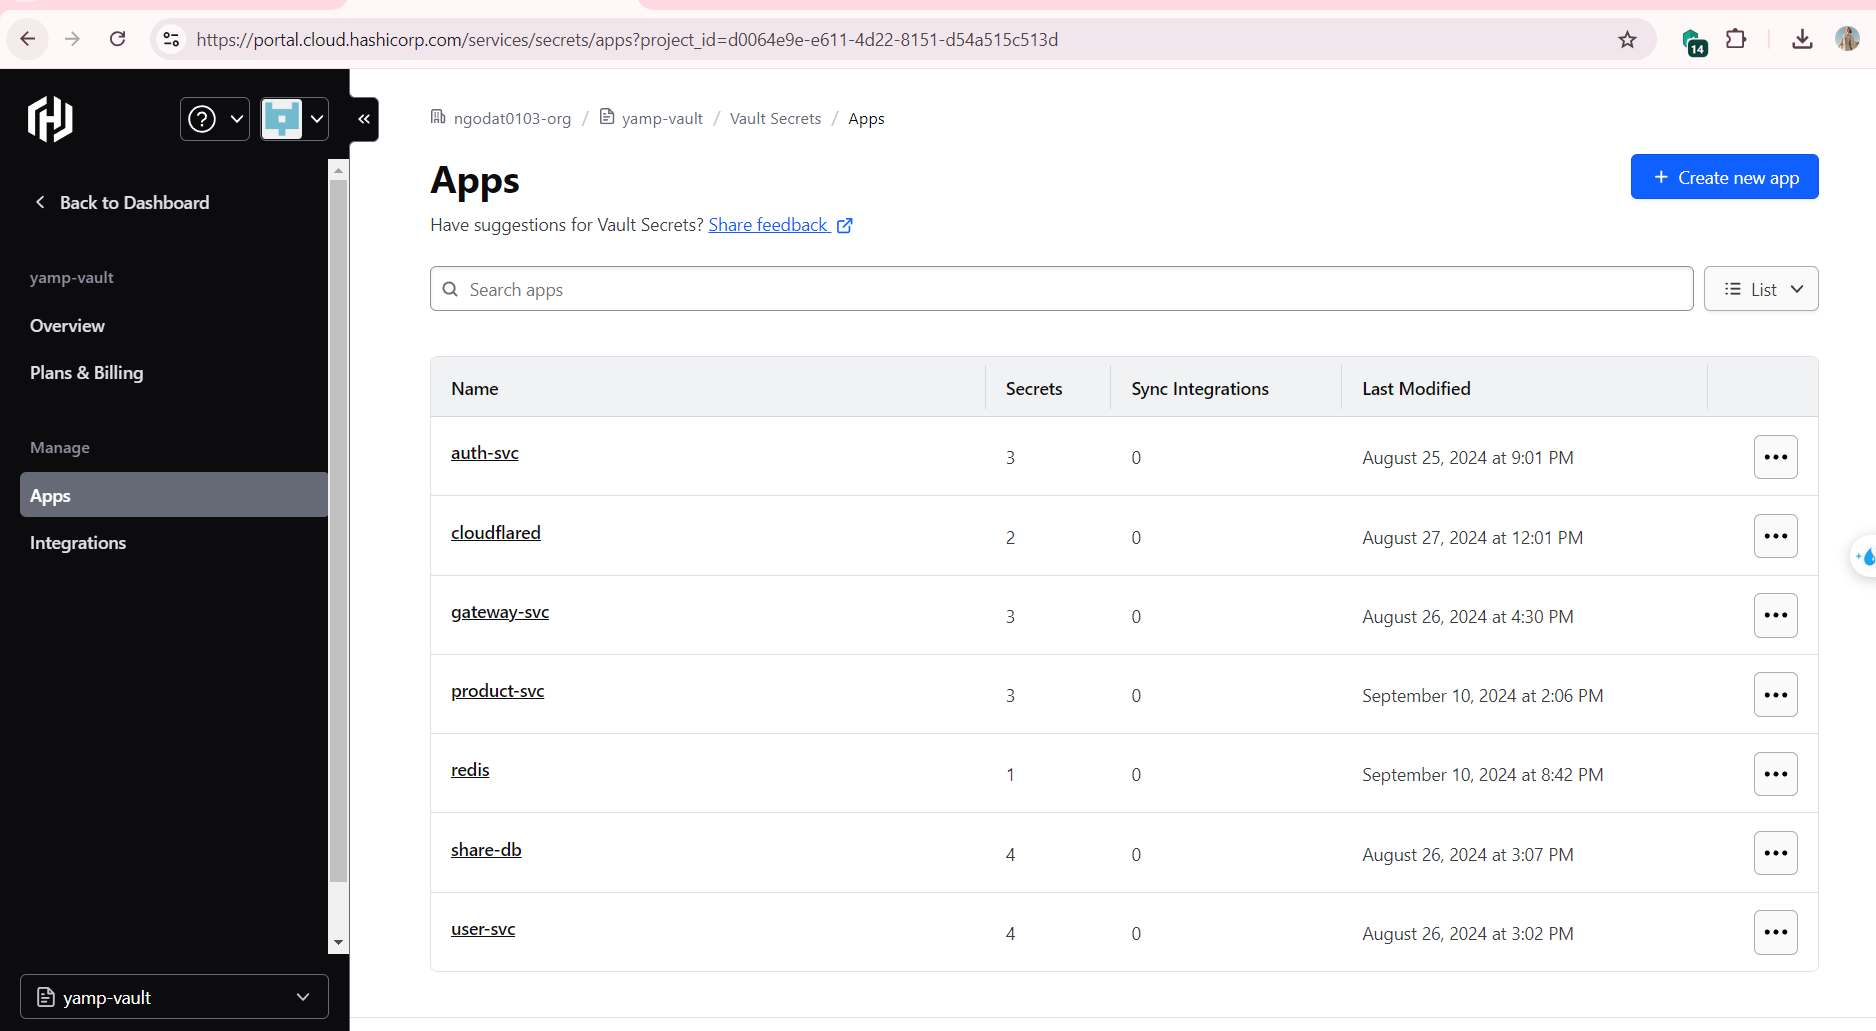 https://portal.cloud.hashicorp.com/services/secrets/apps?project_id=d0064e9e-e611-4d22-8151-d54a515c513d
14
Back to Dashboard
yamp-vault
Overview
Plans & Billing
Manage
Apps
Integrations
yamp-vault
ngodat0103-org / yamp-vault / Vault Secrets / Apps
Apps
+ Create new app
Have suggestions for Vault Secrets? Share feedback
Search apps
List
Name Secrets Sync Integrations Last Modified
auth-svc 3 0 August 25, 2024 at 9:01 PM
cloudflared 2 0 August 27, 2024 at 12:01 PM
gateway-svc 3 0 August 26, 2024 at 4:30 PM
product-svc 3 0 September 10, 2024 at 2:06 PM
redis 1 0 September 10, 2024 at 8:42 PM
share-db 4 0 August 26, 2024 at 3:07 PM
user-svc 4 0 August 26, 2024 at 3:02 PM